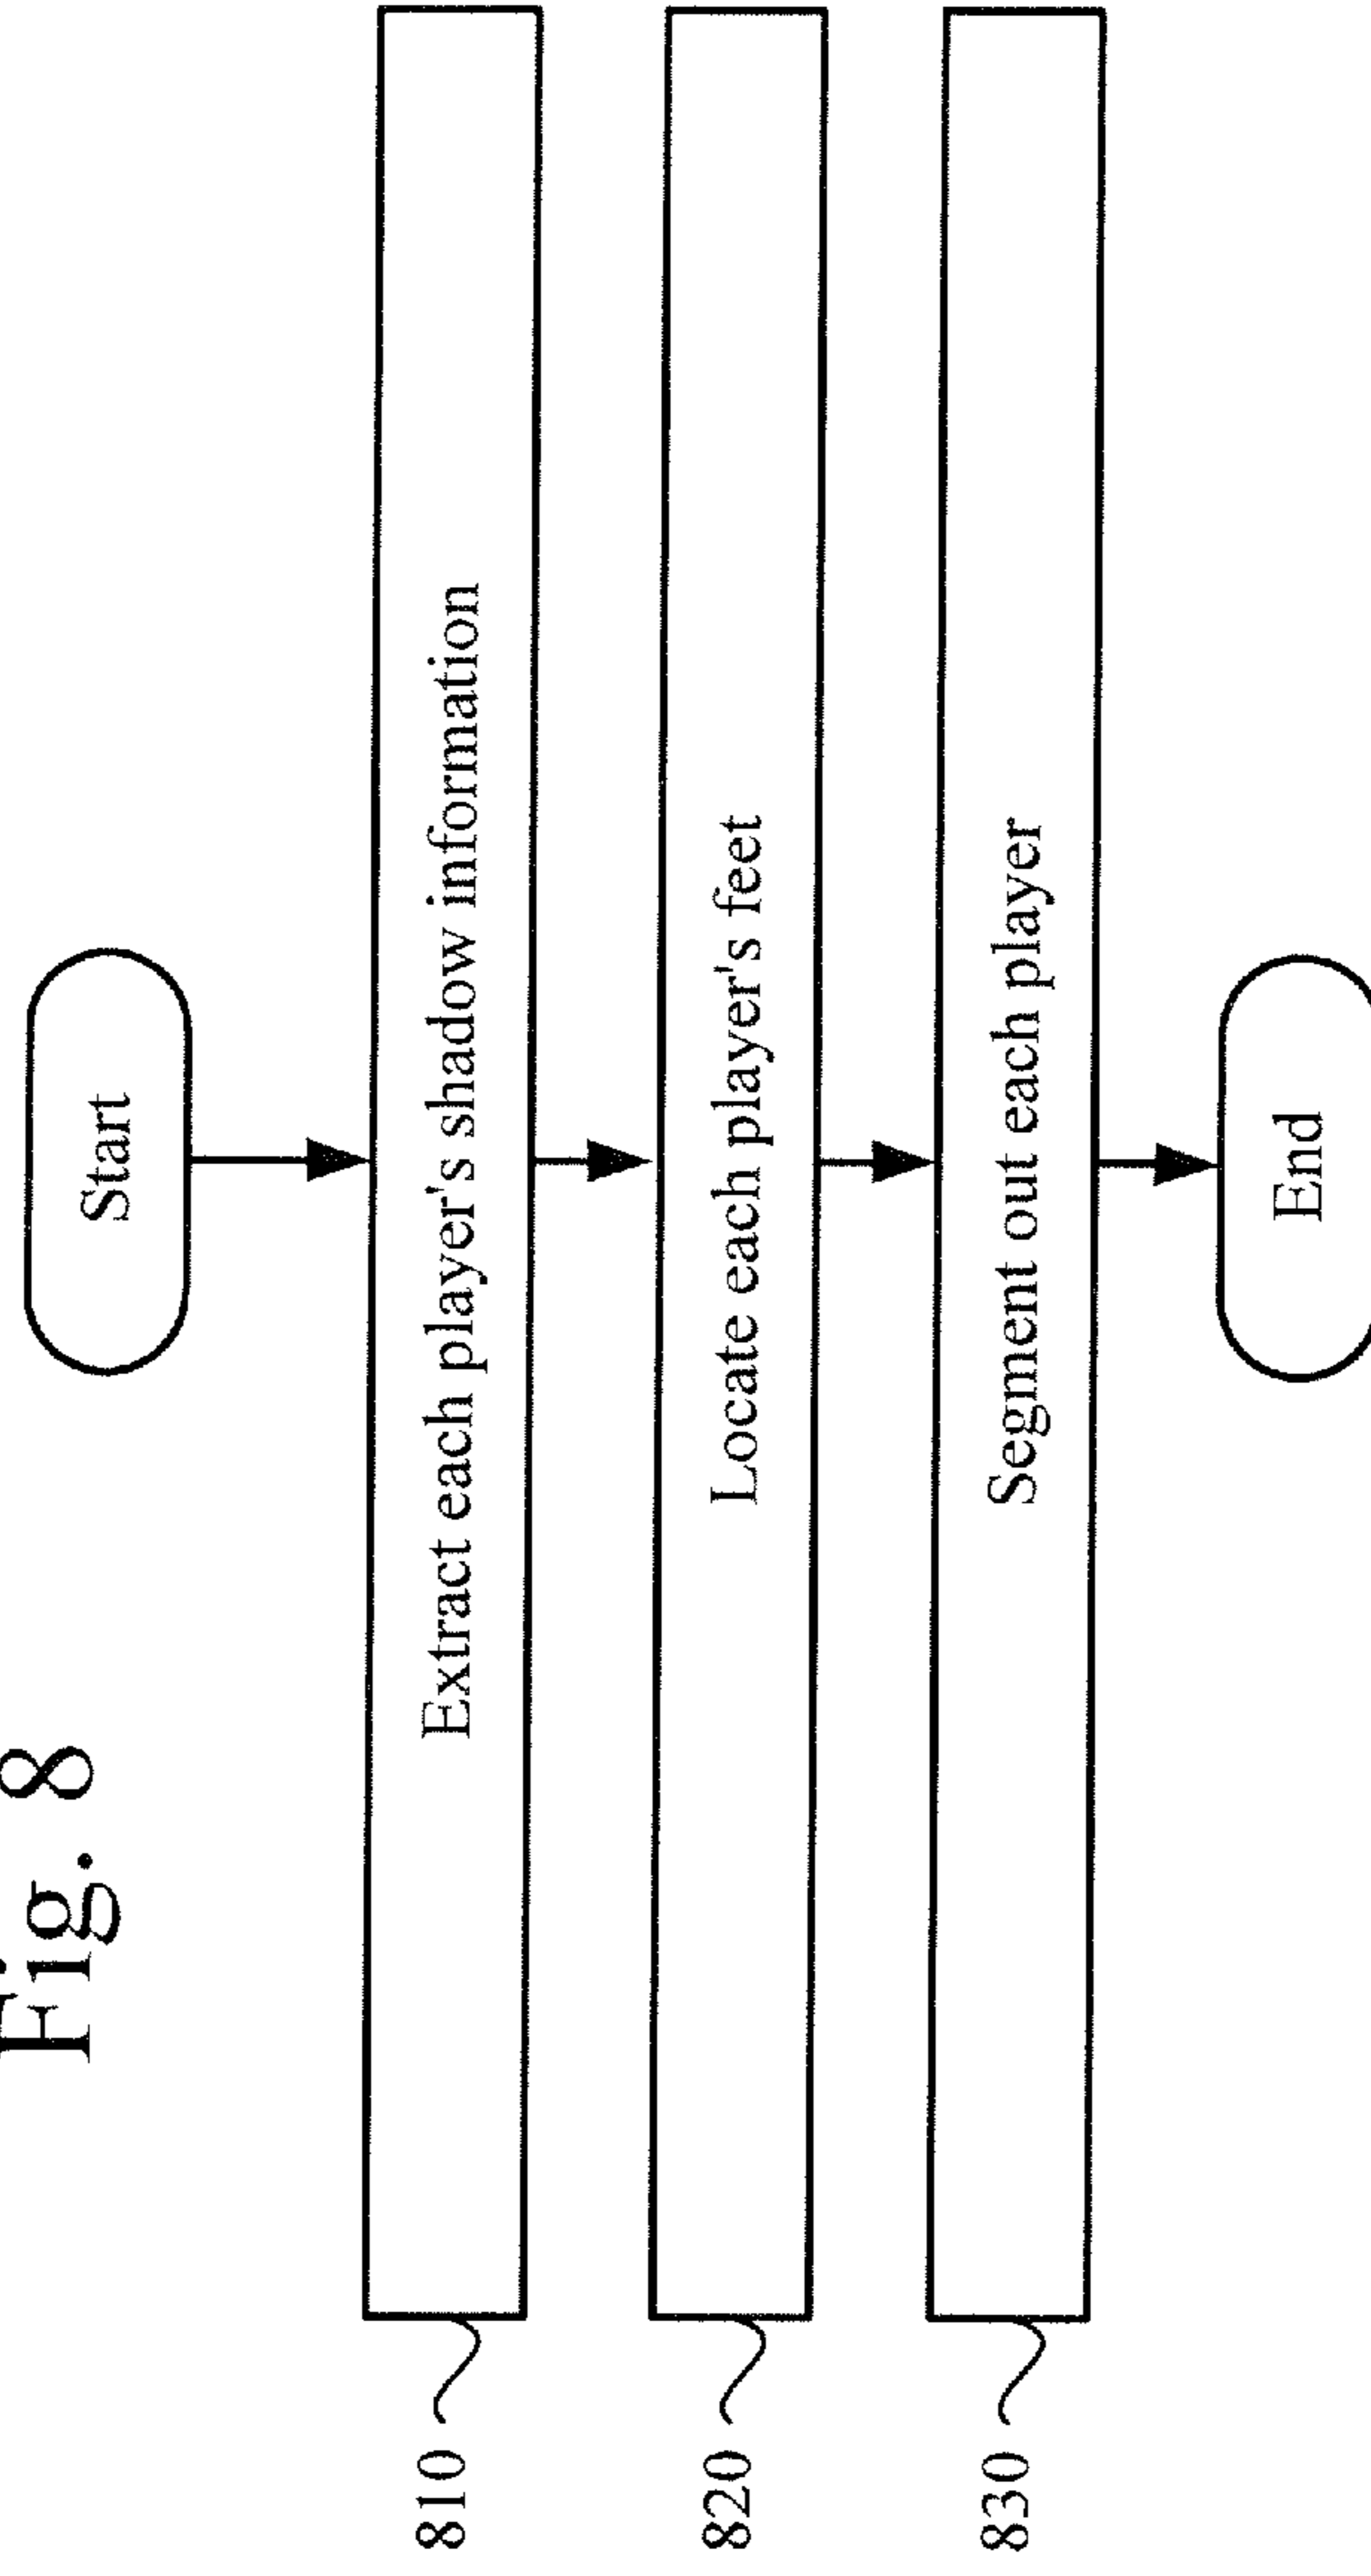 Fig. 8
Start
810
Extract each player's shadow information
820
Locate each player's feet
830
Segment out each player
End